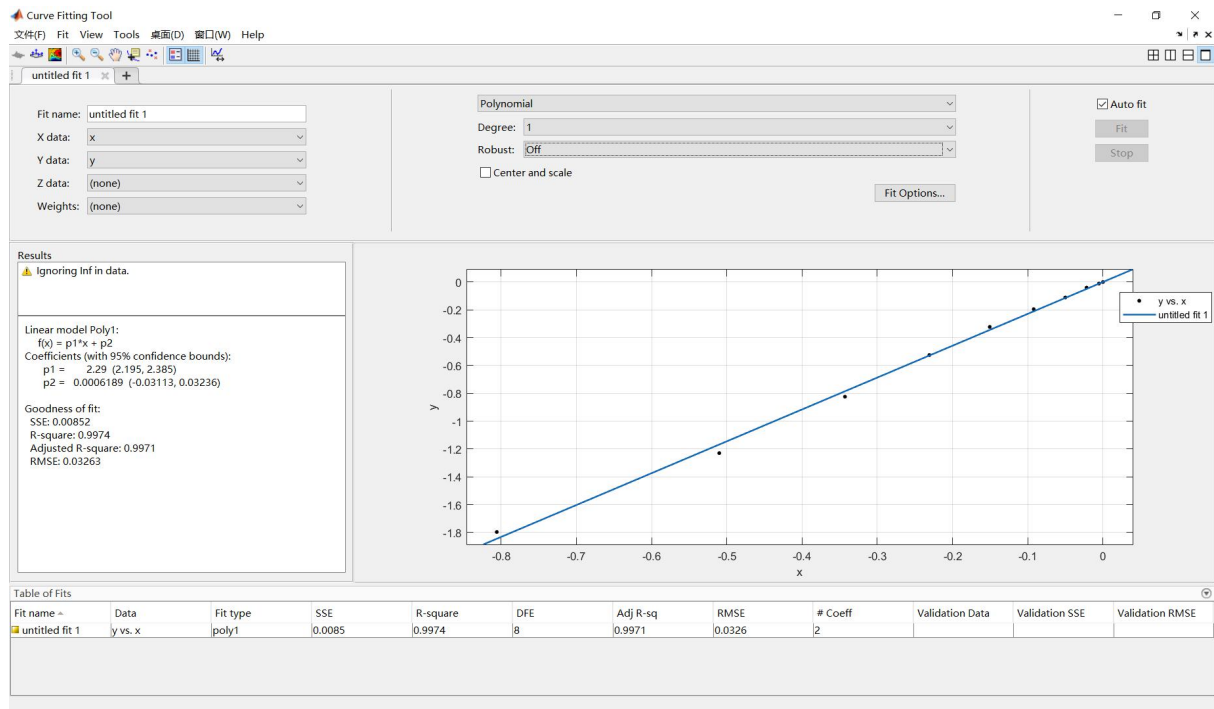 Curve Fitting Tool
文件(F) Fit View Tools 桌面(D) 窗口(W) Help
untitled fit 1
Fit name: untitled fit 1
X data: x
Y data: y
Z data: (none)
Weights: (none)
Polynomial
Degree: 1
Robust: Off
Center and scale
Fit Options...
Auto fit
Fit
Stop
Results
Ignoring Inf in data.
Linear model Poly1:
f(x) = p1*x + p2
Coefficients (with 95% confidence bounds):
p1 = 2.29 (2.195, 2.385)
p2 = 0.0006189 (-0.03113, 0.03236)
Goodness of fit:
SSE: 0.00852
R-square: 0.9974
Adjusted R-square: 0.9971
RMSE: 0.03263
0
-0.2
-0.4
-0.6
-0.8
-1
-1.2
-1.4
-1.6
-1.8
y
-0.8 -0.7 -0.6 -0.5 -0.4 -0.3 -0.2 -0.1 0
x
y vs. x
untitled fit 1
Table of Fits
Fit name Data Fit type SSE R-square DFE Adj R-sq RMSE # Coeff Validation Data Validation SSE Validation RMSE
untitled fit 1 y vs. x poly1 0.0085 0.9974 8 0.9971 0.0326 2